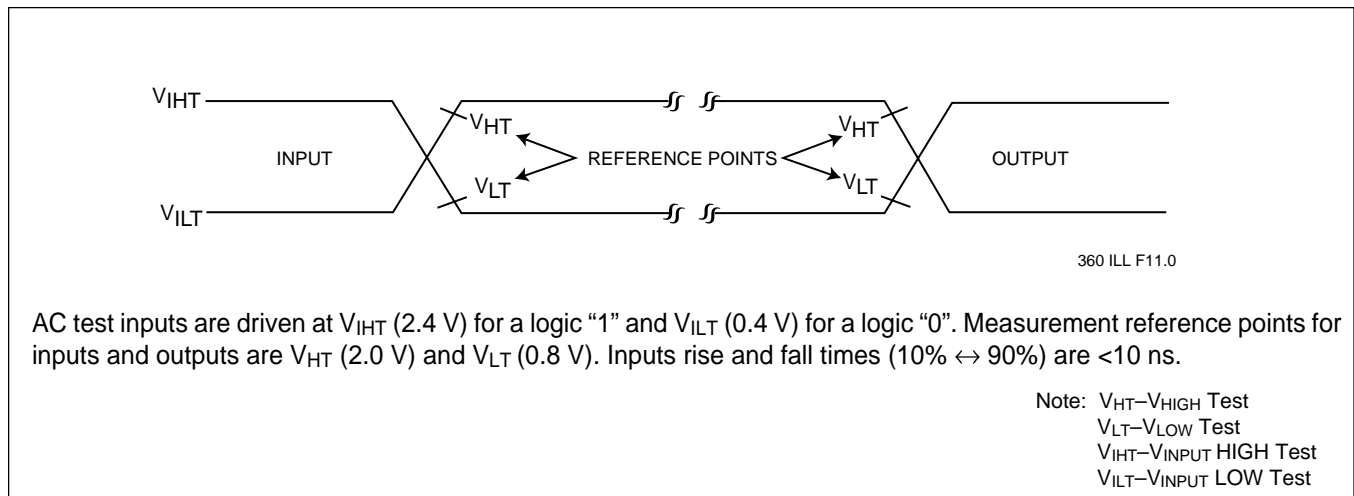 VIHT
VHT VHT
INPUT REFERENCE POINTS OUTPUT
VLT VLT
VILT
360 ILL F11.0
AC test inputs are driven at VIHT (2.4 V) for a logic “1” and VILT (0.4 V) for a logic “0”. Measurement reference points for
inputs and outputs are VHT (2.0 V) and VLT (0.8 V). Inputs rise and fall times (10% ↔ 90%) are <10 ns.
Note: VHT–VHIGH Test
VLT–VLOW Test
VIHT–VINPUT HIGH Test
VILT–VINPUT LOW Test